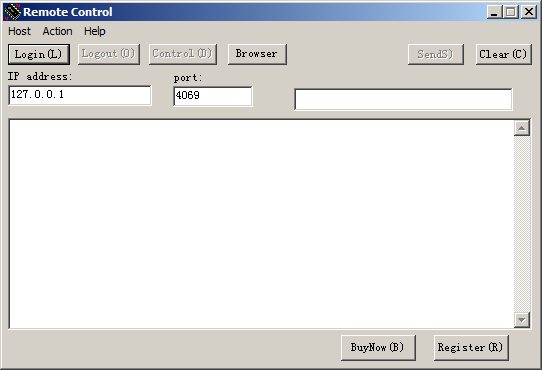 Remote Control
Host Action Help
Login(L) Logout(O) Control(D) Browser SendS) Clear(C)
IP address: port:
127.0.0.1 4069
BuyNow(B) Register(R)